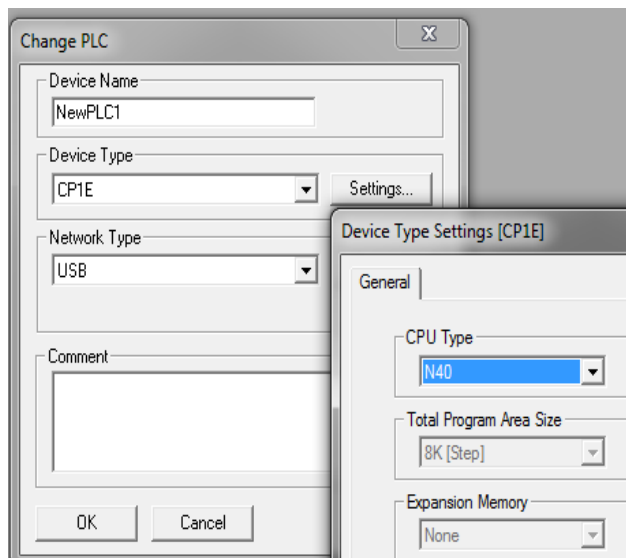 Change PLC
Device Name
NewPLC1
Device Type
CP1E
Settings...
Network Type
USB
Comment
OK
Cancel
Device Type Settings [CP1E]
General
CPU Type
N40
Total Program Area Size
8K [Step]
Expansion Memory
None